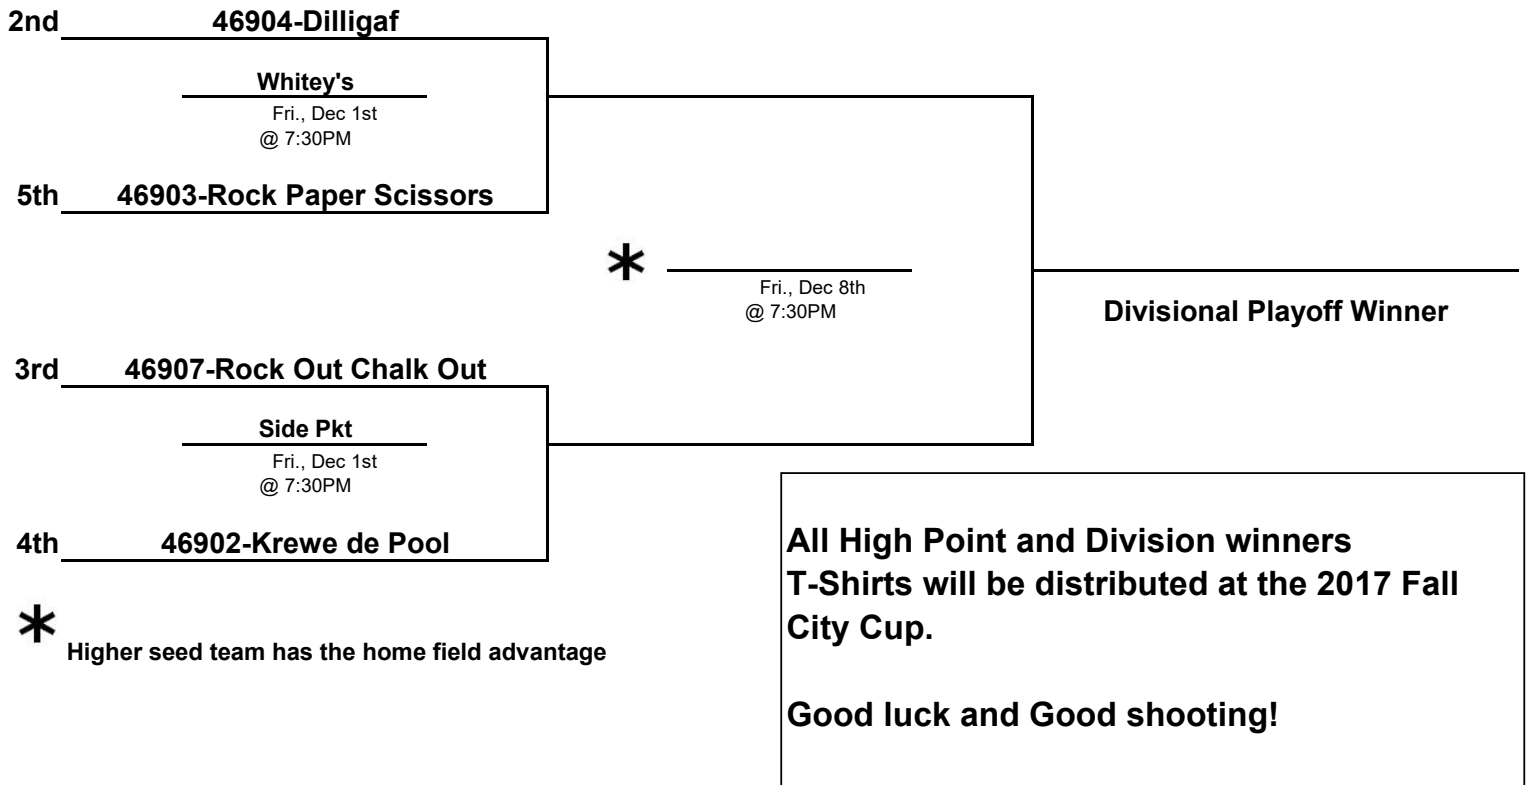 2nd 46904-Dilligaf
Whitey's
Fri., Dec 1st
@ 7:30PM
5th 46903-Rock Paper Scissors
*
Fri., Dec 8th
@ 7:30PM
Divisional Playoff Winner
3rd 46907-Rock Out Chalk Out
Side Pkt
Fri., Dec 1st
@ 7:30PM
4th 46902-Krewe de Pool
* Higher seed team has the home field advantage
All High Point and Division winners
T-Shirts will be distributed at the 2017 Fall
City Cup.
Good luck and Good shooting!